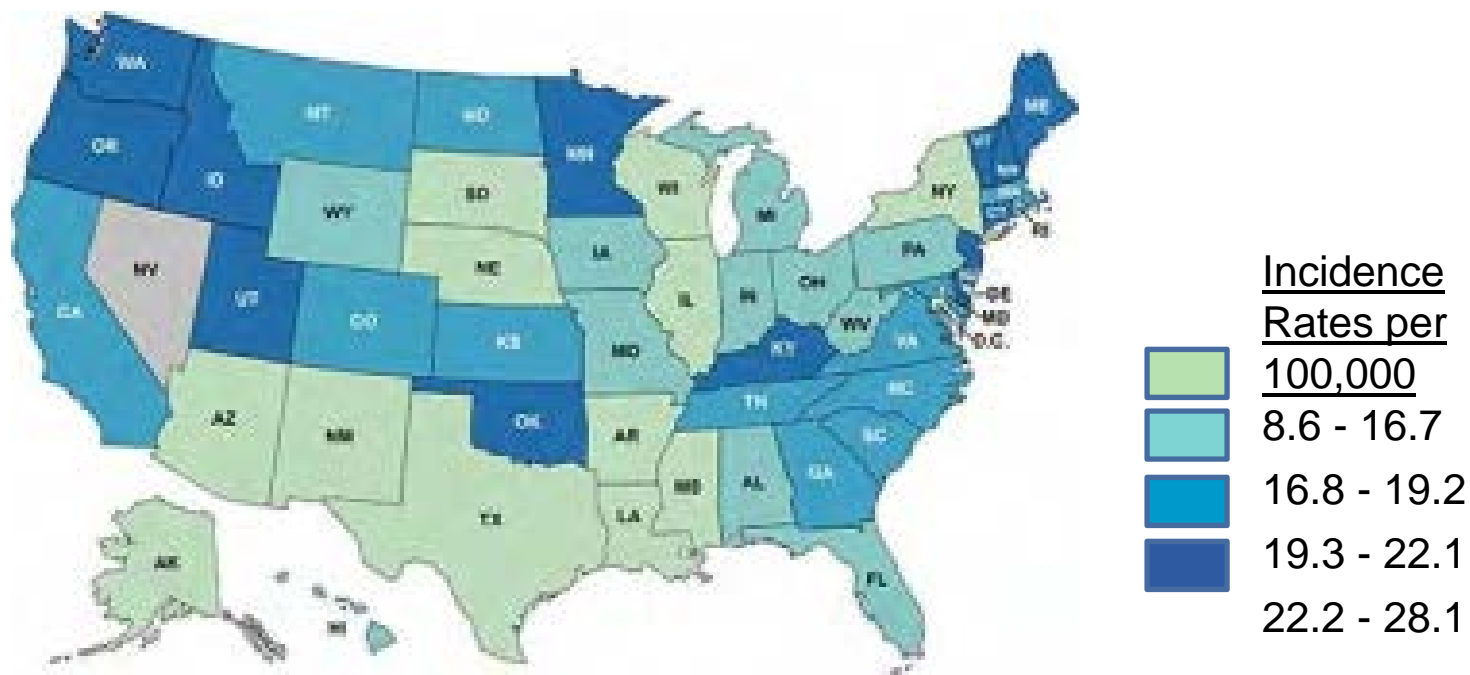 WA
ME
MT
ND
VT
OR
MN
NH
ID
SD
WI
NY
WY
MI
RI
IA
PA
NE
NV
OH
IL
IN
DE
UT
MD
CA
CO
WV
D.C.
KS
MO
KY
VA
NC
TN
AZ
OK
NM
AR
SC
GA
MS
AL
TX
LA
AK
FL
HI
Incidence
Rates per
100,000
8.6 - 16.7
16.8 - 19.2
19.3 - 22.1
22.2 - 28.1